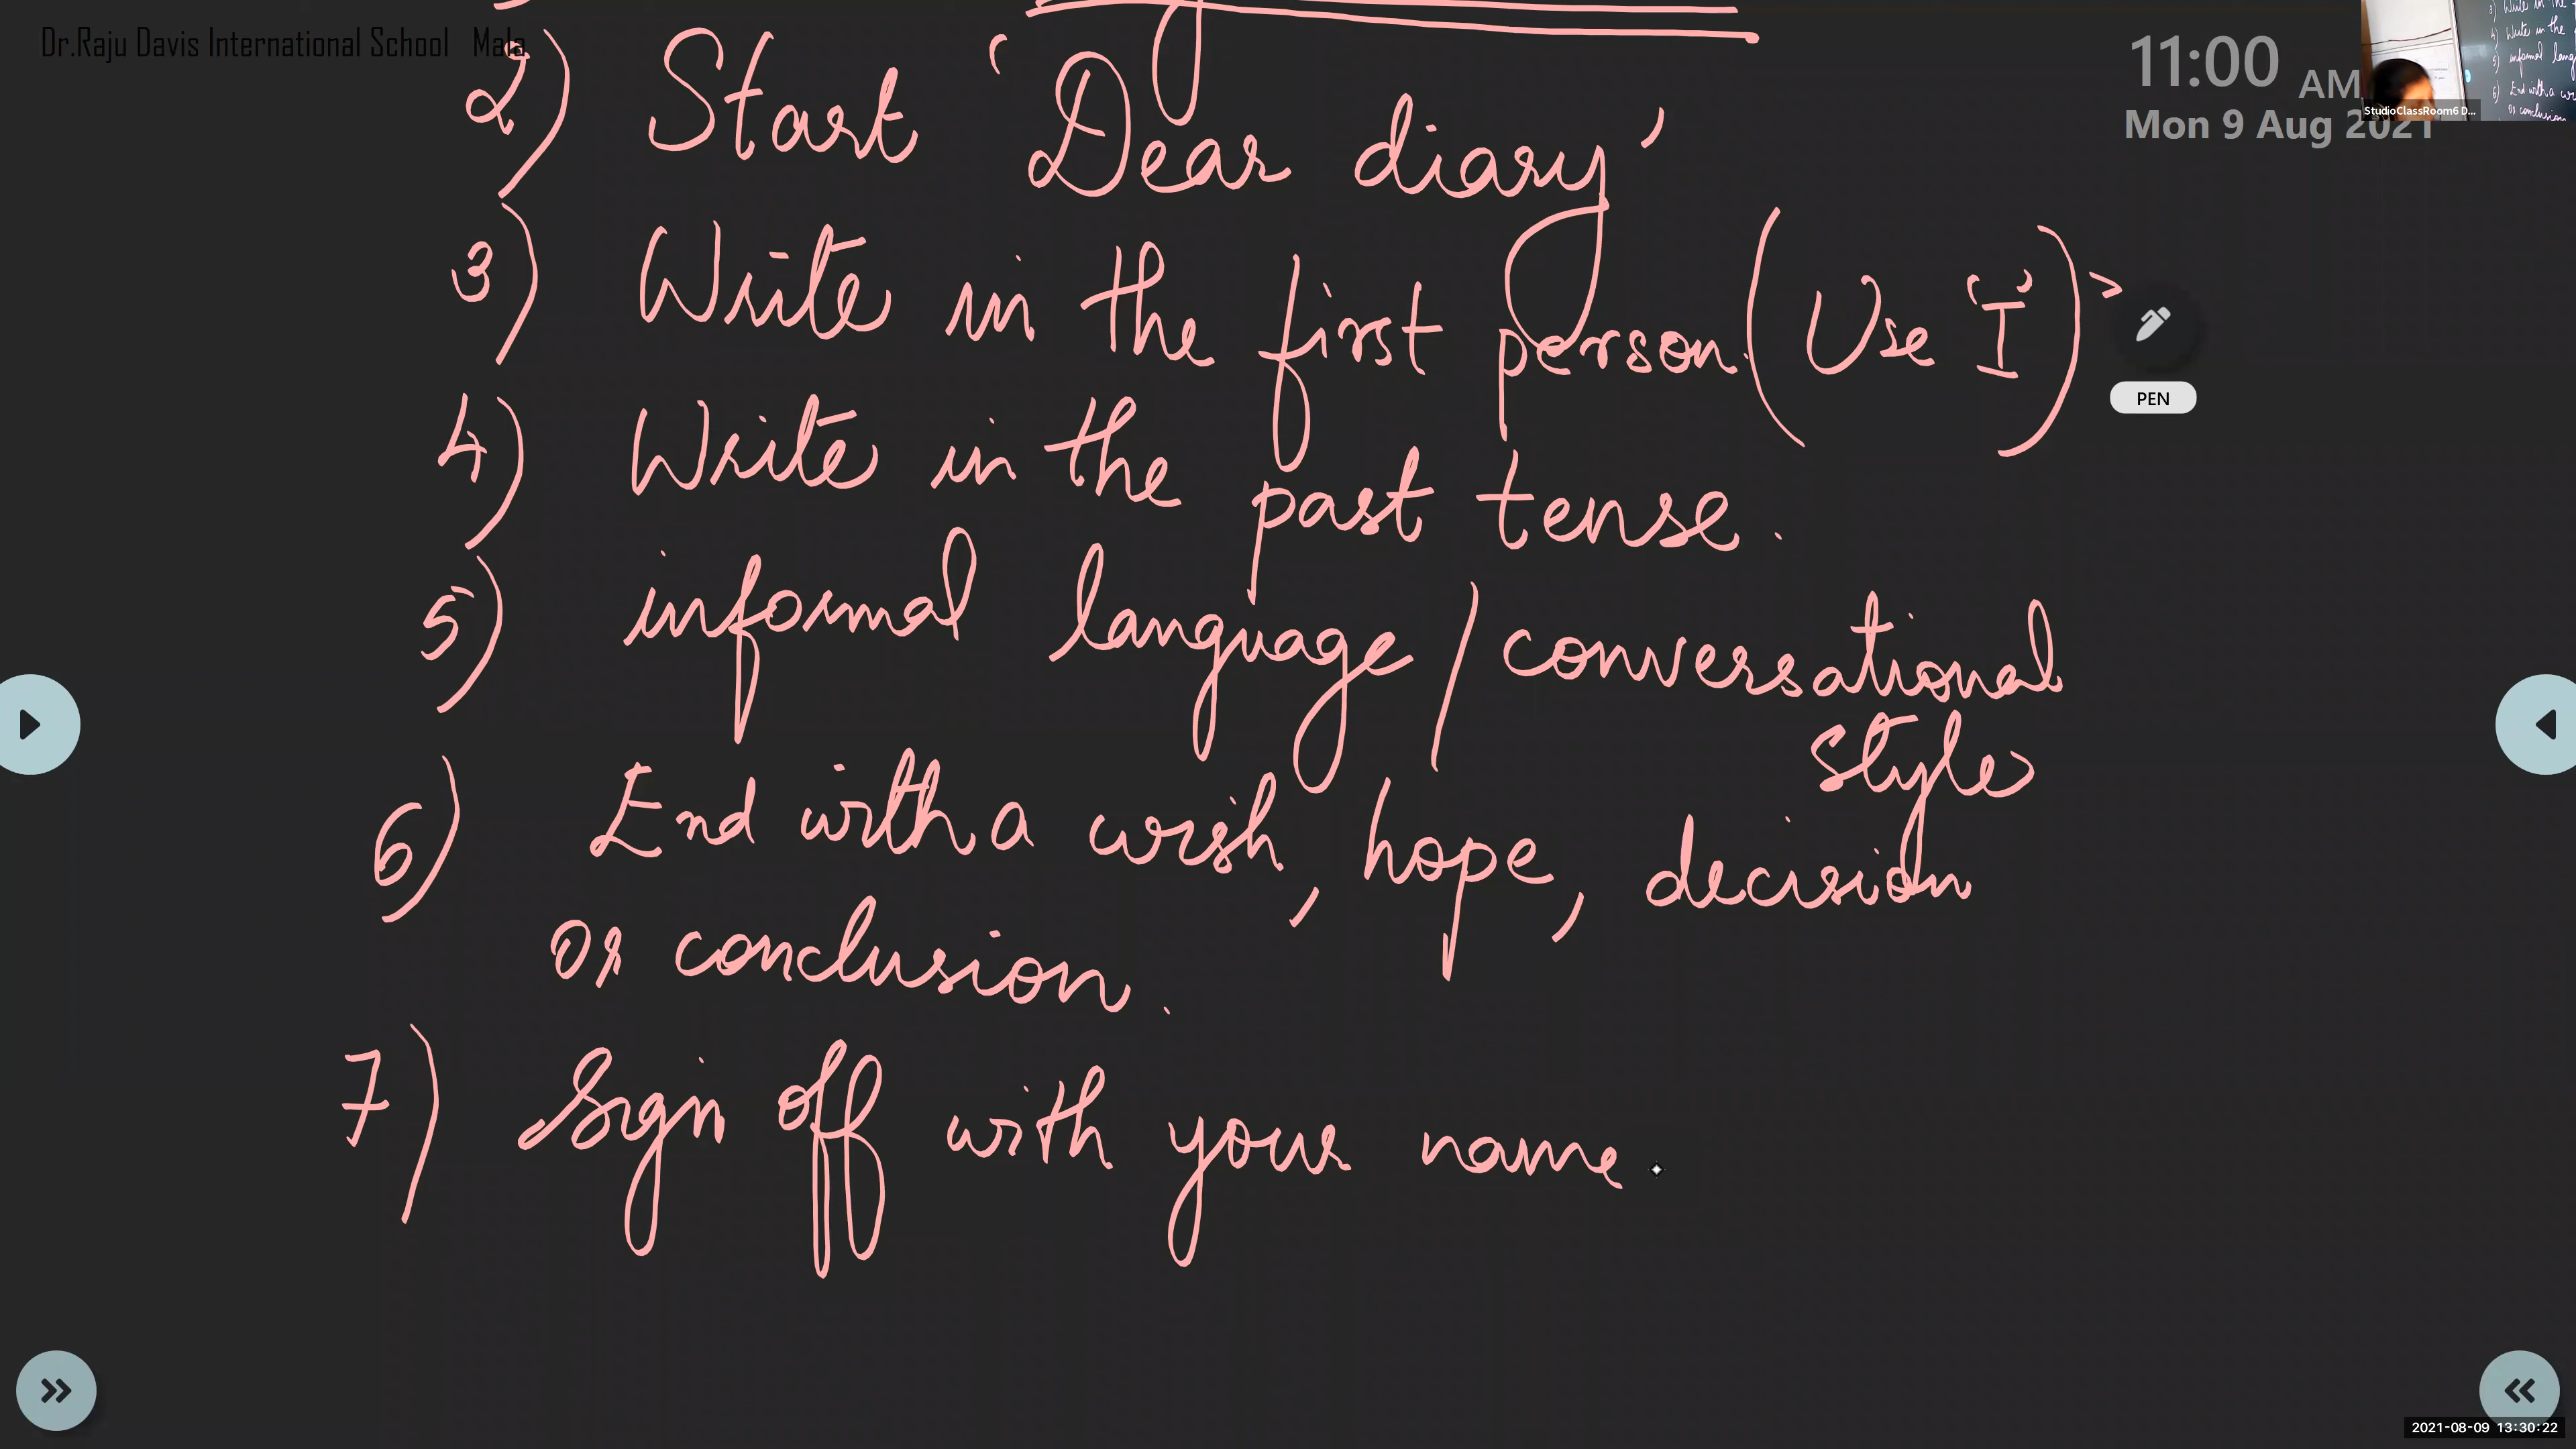 Dr.Raju Davis International School Mala
11:00 AM
Mon 9 Aug 2021
StudioClassRoom6 D...
2) Start 'Dear diary'
3) Write in the first person. (Use 'I')
PEN
4) Write in the past tense.
5) informal language / conversational
style
6) End with a wish, hope, decision
or conclusion.
7) Sign off with your name.
2021-08-09 13:30:22